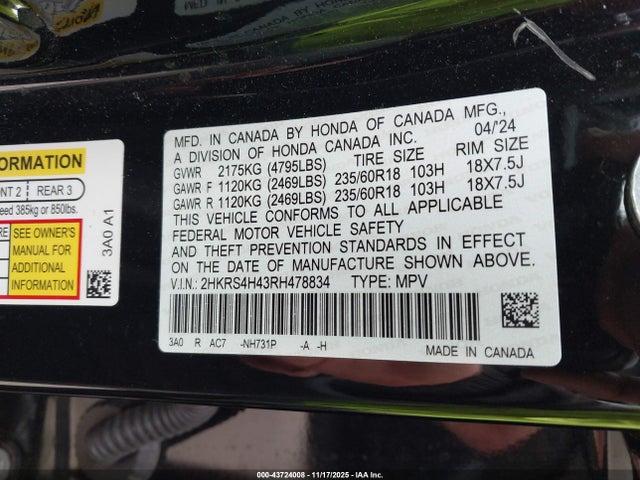 MFD. IN CANADA BY HONDA OF CANADA MFG.,
A DIVISION OF HONDA CANADA INC. 04/'24
GVWR 2175KG (4795LBS) TIRE SIZE RIM SIZE
GAWR F 1120KG (2469LBS) 235/60R18 103H 18X7.5J
GAWR R 1120KG (2469LBS) 235/60R18 103H 18X7.5J
THIS VEHICLE CONFORMS TO ALL APPLICABLE
FEDERAL MOTOR VEHICLE SAFETY
AND THEFT PREVENTION STANDARDS IN EFFECT
ON THE DATE OF MANUFACTURE SHOWN ABOVE.
V.I.N.: 2HKRS4H43RH478834 TYPE: MPV
3A0 R AC7 -NH731P -A -H MADE IN CANADA
ORMATION
NT 2 REAR 3
eed 385kg or 850lbs.
RE SEE OWNER'S
MANUAL FOR
ADDITIONAL
INFORMATION
3A0 A1
00-43724008 - 11/17/2025 - IAA Inc.